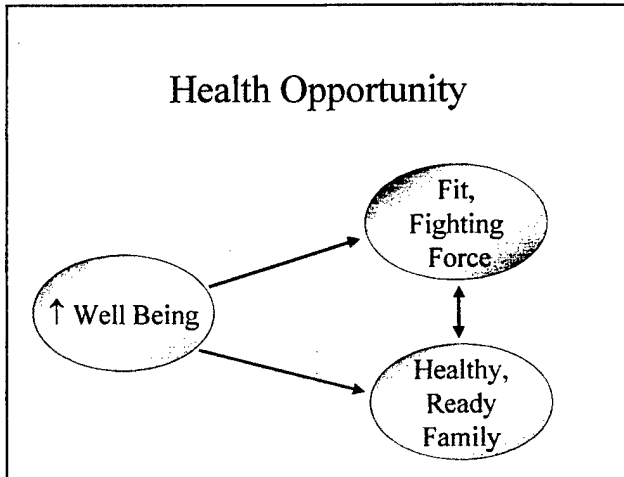 Health Opportunity
Fit,
Fighting
Force
↑ Well Being
Healthy,
Ready
Family